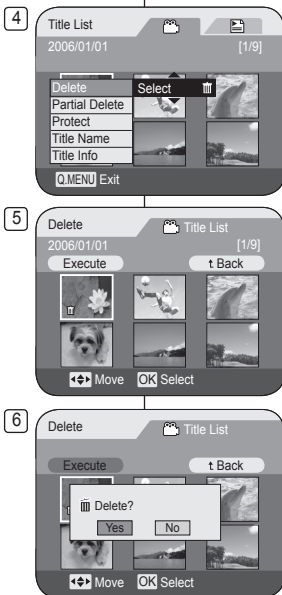 4
Title List
2006/01/01 [1/9]
Delete Select
Partial Delete
Protect
Title Name
Title Info
Q.MENU Exit
5
Delete Title List
2006/01/01 [1/9]
Execute t Back
Move OK Select
6
Delete Title List
Execute t Back
Delete?
Yes No
Move OK Select